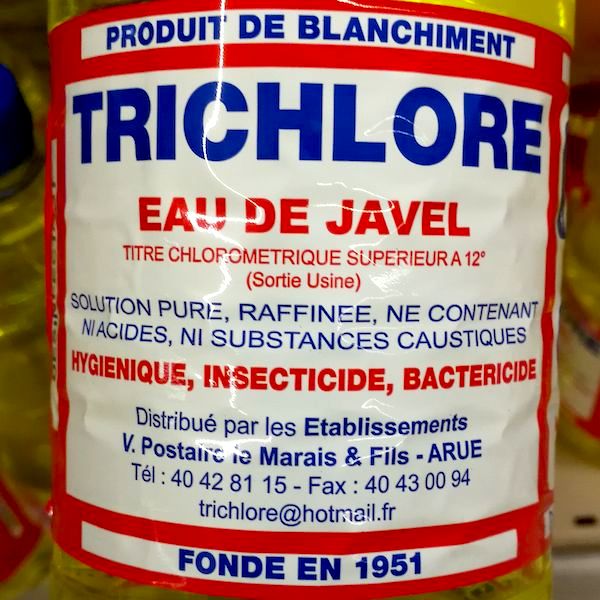 PRODUIT DE BLANCHIMENT
TRICHLORE
EAU DE JAVEL
TITRE CHLOROMETRIQUE SUPERIEUR A 12°
(Sortie Usine)
SOLUTION PURE, RAFFINEE, NE CONTENANT
NI ACIDES, NI SUBSTANCES CAUSTIQUES
HYGIENIQUE, INSECTICIDE, BACTERICIDE
Distribué par les Etablissements
V. Postaire le Marais & Fils - ARUE
Tél : 40 42 81 15 - Fax : 40 43 00 94
trichlore@hotmail.fr
FONDE EN 1951